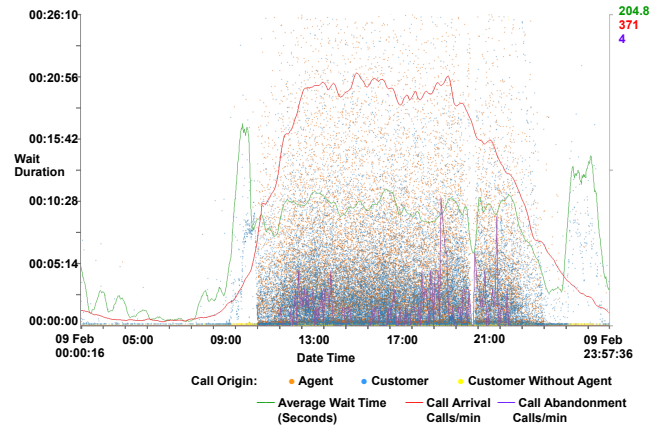 00:26:10
204.8
371
4
00:20:56
00:15:42
Wait
Duration
00:10:28
00:05:14
00:00:00
09 Feb
00:00:16
05:00
09:00
13:00
17:00
21:00
09 Feb
23:57:36
Date Time
Call Origin: Agent Customer Customer Without Agent
Average Wait Time
(Seconds)
Call Arrival
Calls/min
Call Abandonment
Calls/min